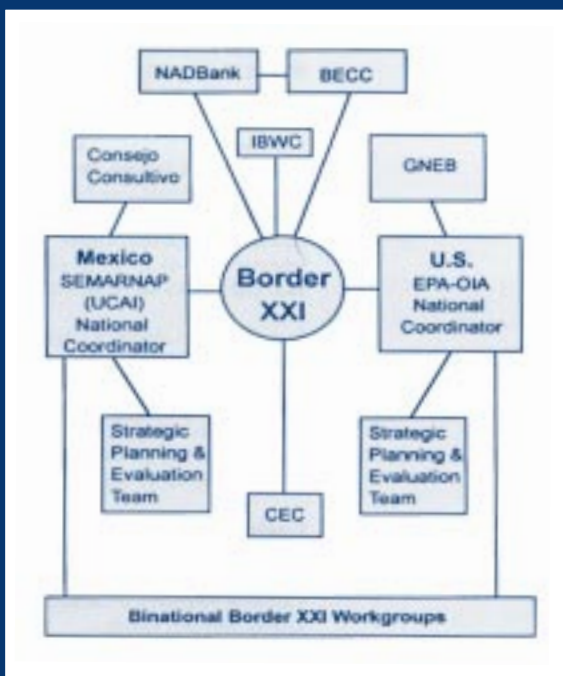 NADBank
BECC
IBWC
Consejo
Consultivo
GNEB
Mexico
SEMARNAP
(UCAI)
National
Coordinator
Border
XXI
U.S.
EPA-OIA
National
Coordinator
Strategic
Planning &
Evaluation
Team
CEC
Strategic
Planning &
Evaluation
Team
Binational Border XXI Workgroups